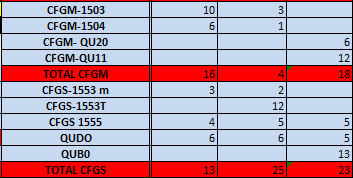 CFGM-1503 10 3
CFGM-1504 6 1
CFGM- QU20 6
CFGM-QU11 12
TOTAL CFGM 16 4 18
CFGS-1553 m 3 2
CFGS-1553T 12
CFGS 1555 4 5 5
QUDO 6 6 5
QUB0 13
TOTAL CFGS 13 25 23